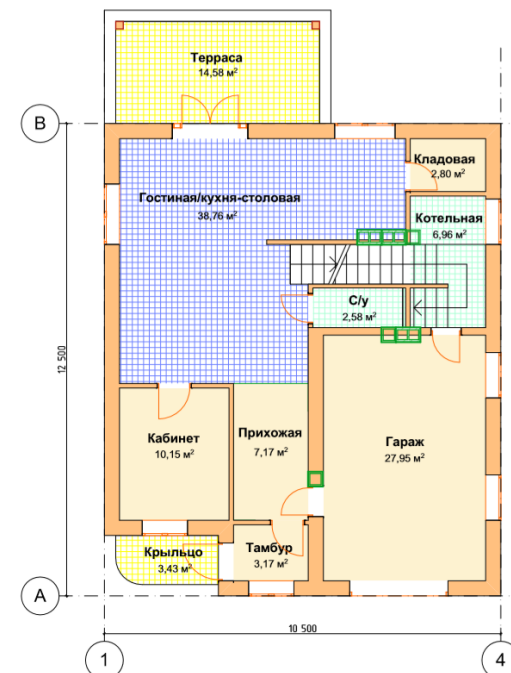 Терраса
14,58 м²
В
Кладовая
2,80 м²
Гостиная/кухня-столовая
38,76 м²
Котельная
6,96 м²
С/у
2,58 м²
12 500
Кабинет
10,15 м²
Прихожая
7,17 м²
Гараж
27,95 м²
Крыльцо
3,43 м²
Тамбур
3,17 м²
А
10 500
1
4